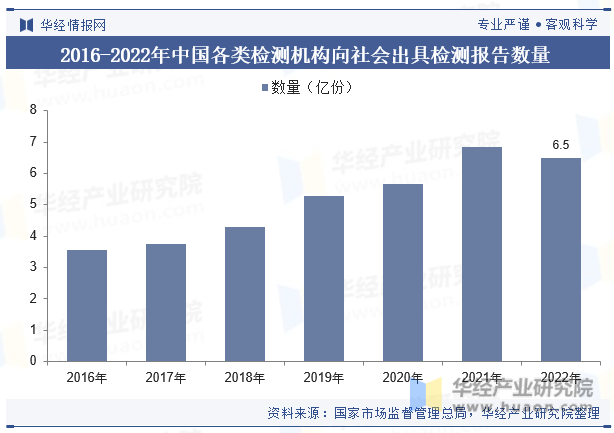 华经情报网
专业严谨 ● 客观科学
2016-2022年中国各类检测机构向社会出具检测报告数量
数量（亿份）
8
7
6
5
4
3
2
1
0
6.5
2016年 2017年 2018年 2019年 2020年 2021年 2022年
华经产业研究院
www.huaon.com
资料来源：国家市场监督管理总局，华经产业研究院整理